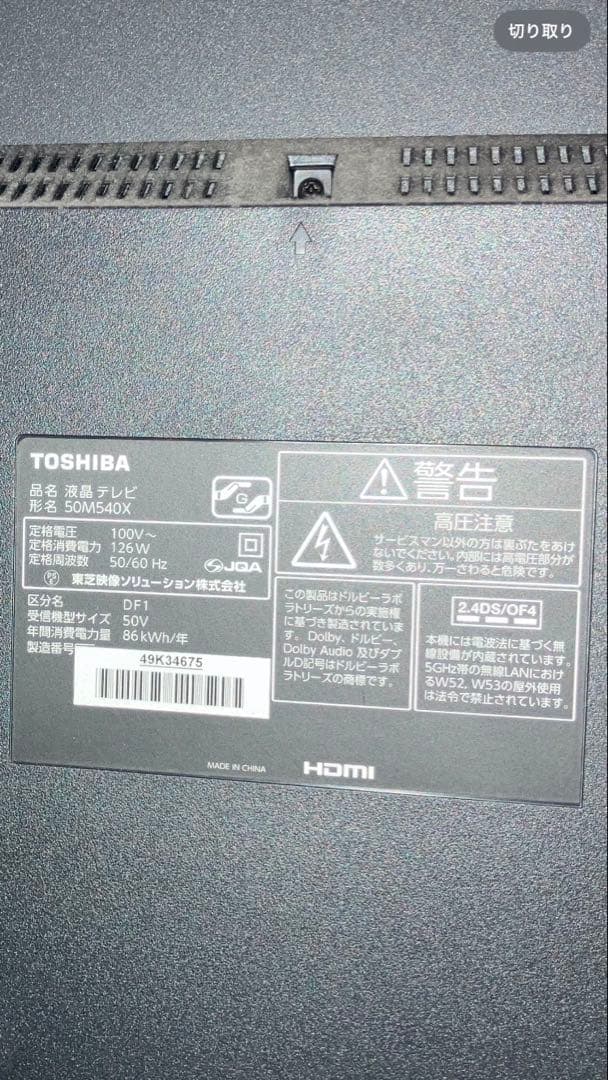 切り取り
TOSHIBA
品名 液晶テレビ
形名 50M540X
定格電圧 100V～
定格消費電力 126W
定格周波数 50/60 Hz
JQA
東芝映像ソリューション株式会社
区分名 DF1
受信機型サイズ 50V
年間消費電力量 86kWh/年
製造番号
49K34675
警告
高圧注意
サービスマン以外の方は裏ぶたをあけ
ないでください。内部には高電圧部分が
数多くあり、万一さわると危険です。
この製品はドルビーラボ
ラトリーズからの実施権
に基づき製造されていま
す。Dolby、ドルビー、
Dolby Audio 及びダブ
ルD記号はドルビーラボ
ラトリーズの商標です。
2.4DS/OF4
本機には電波法に基づく無
線設備が内蔵されています。
5GHz帯の無線LANにおけ
るW52、W53の屋外使用
は法令で禁止されています。
MADE IN CHINA
HDMI